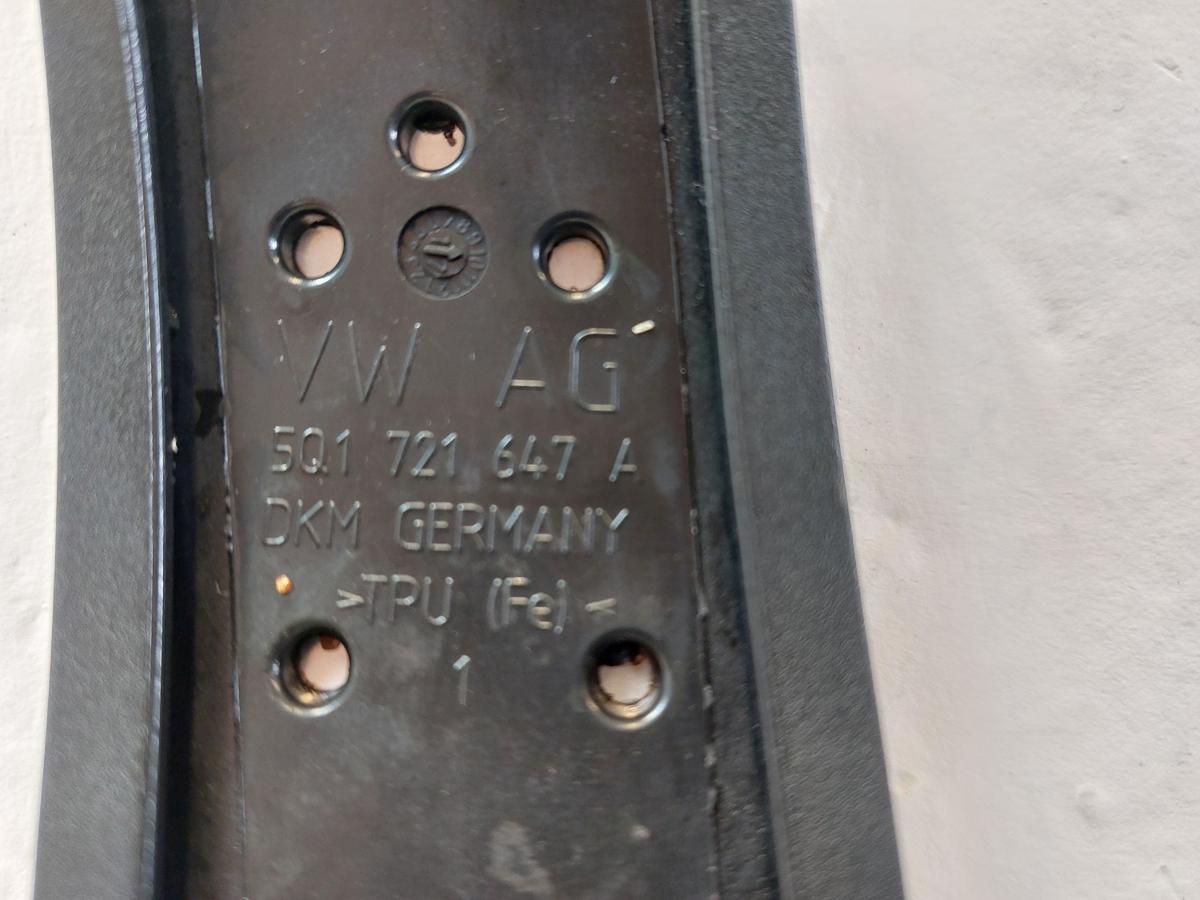 VW AG
5Q1 721 647 A
DKM GERMANY
>TPU (Fe)<
1